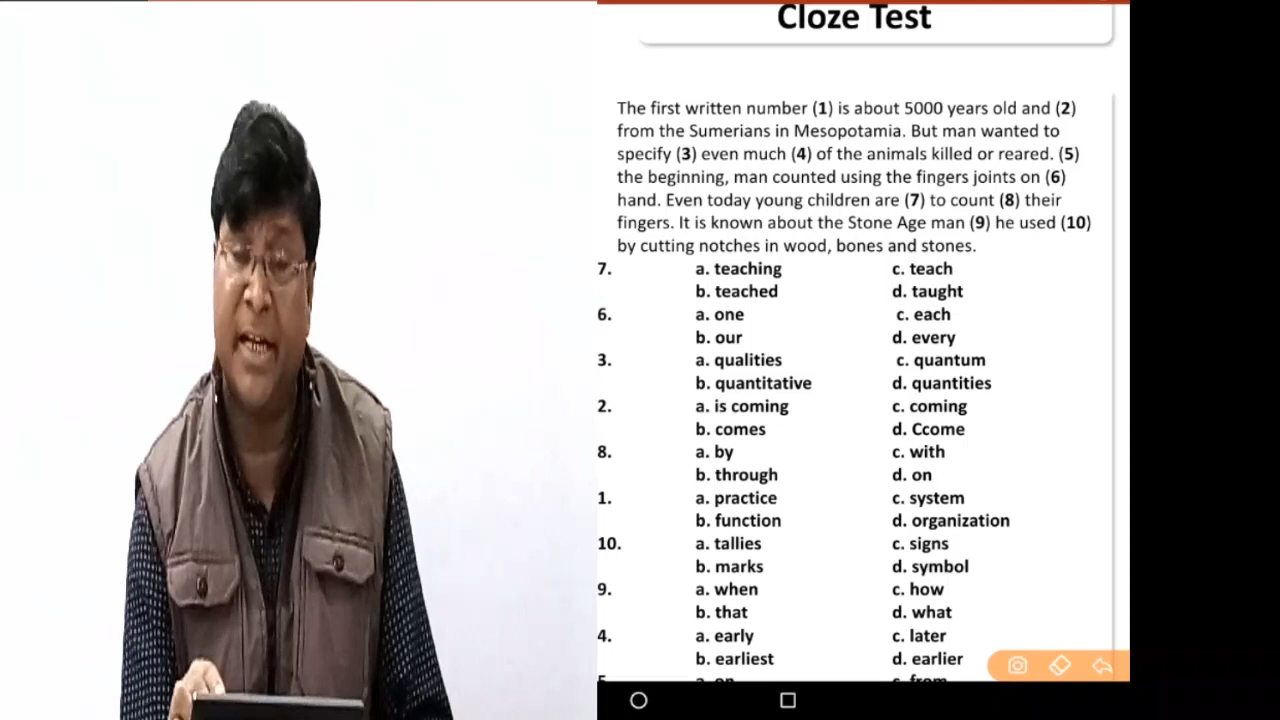 Cloze Test
The first written number (1) is about 5000 years old and (2)
from the Sumerians in Mesopotamia. But man wanted to
specify (3) even much (4) of the animals killed or reared. (5)
the beginning, man counted using the fingers joints on (6)
hand. Even today young children are (7) to count (8) their
fingers. It is known about the Stone Age man (9) he used (10)
by cutting notches in wood, bones and stones.
7. a. teaching c. teach
b. teached d. taught
6. a. one c. each
b. our d. every
3. a. qualities c. quantum
b. quantitative d. quantities
2. a. is coming c. coming
b. comes d. Ccome
8. a. by c. with
b. through d. on
1. a. practice c. system
b. function d. organization
10. a. tallies c. signs
b. marks d. symbol
9. a. when c. how
b. that d. what
4. a. early c. later
b. earliest d. earlier
5. a. on c. from